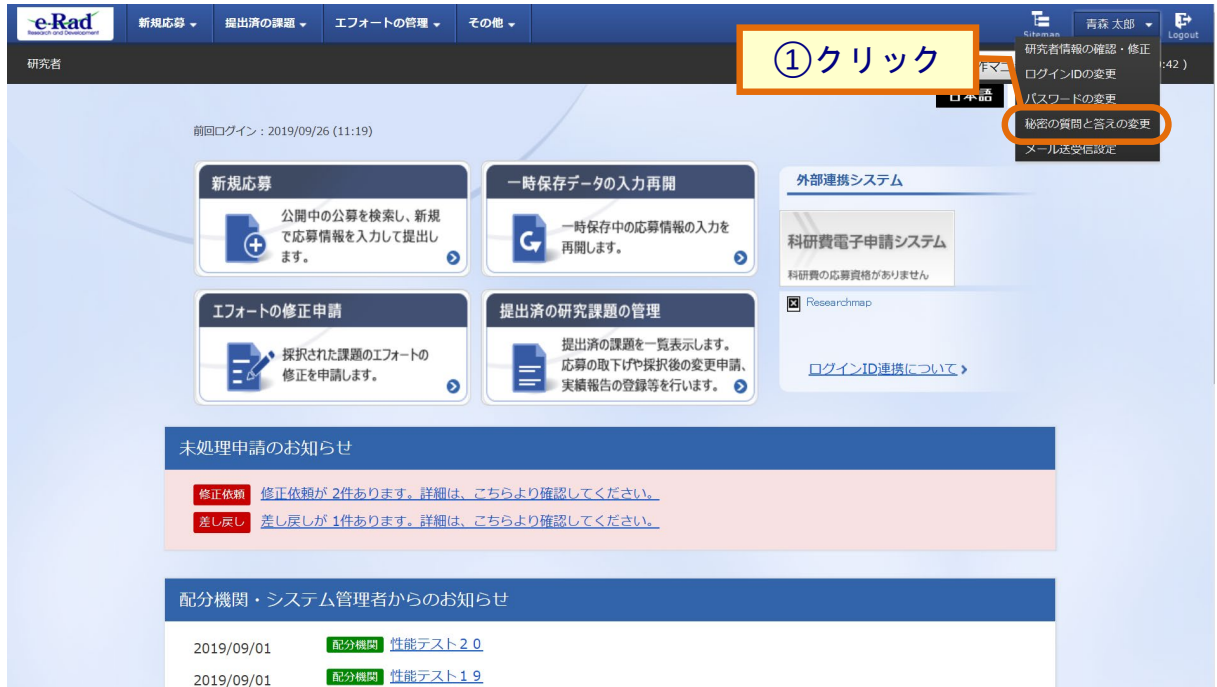 e-Rad
Research and Development
新規応募
提出済の課題
エフォートの管理
その他
Sitemap
青森 太郎
Logout
研究者
①クリック
作マニ
:42 )
日本語
研究者情報の確認・修正
ログインIDの変更
パスワードの変更
秘密の質問と答えの変更
メール送受信設定
前回ログイン：2019/09/26 (11:19)
新規応募
公開中の公募を検索し、新規
で応募情報を入力して提出し
ます。
一時保存データの入力再開
一時保存中の応募情報の入力を
再開します。
外部連携システム
科研費電子申請システム
科研費の応募資格がありません
Researchmap
ログインID連携について
エフォートの修正申請
採択された課題のエフォートの
修正を申請します。
提出済の研究課題の管理
提出済の課題を一覧表示します。
応募の取下げや採択後の変更申請、
実績報告の登録等を行います。
未処理申請のお知らせ
修正依頼 修正依頼が 2件あります。詳細は、こちらより確認してください。
差し戻し 差し戻しが 1件あります。詳細は、こちらより確認してください。
配分機関・システム管理者からのお知らせ
2019/09/01 配分機関 性能テスト２０
2019/09/01 配分機関 性能テスト１９